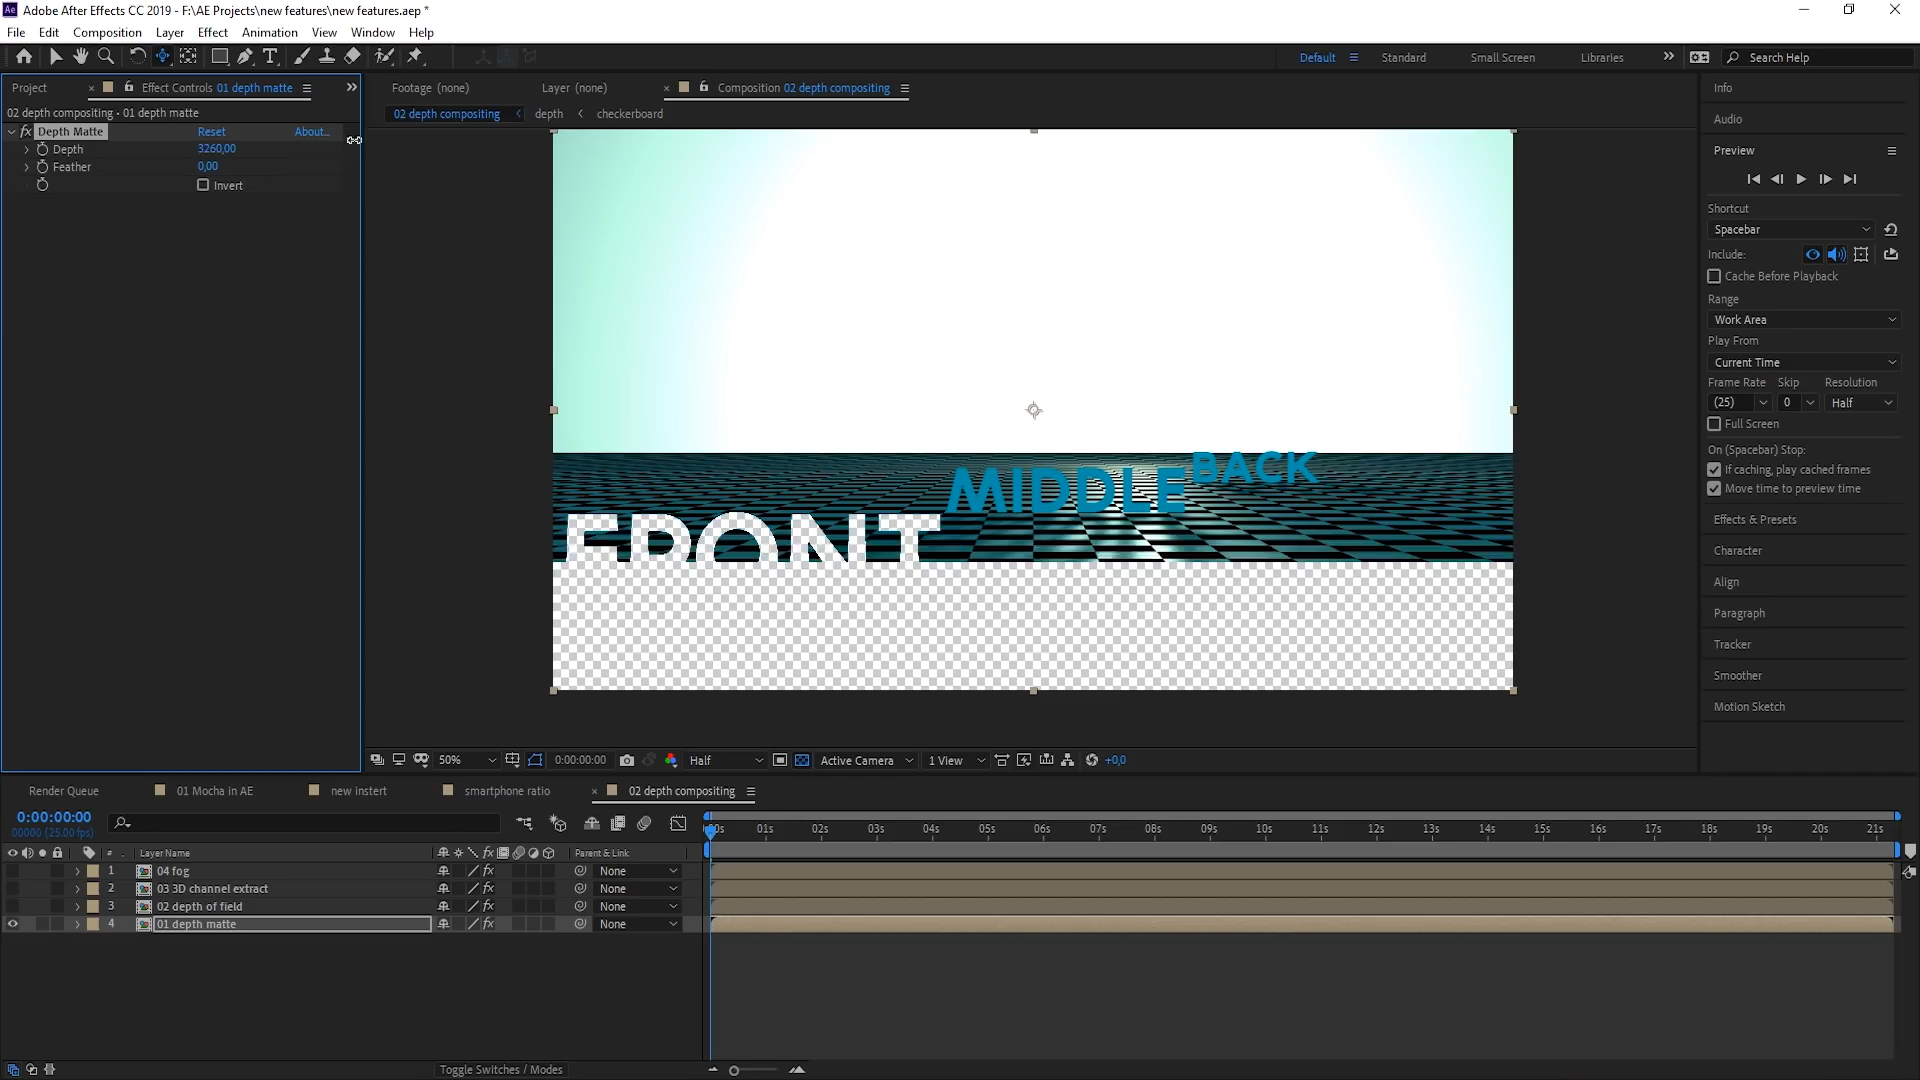 Ae Adobe After Effects CC 2019 - F:\AE Projects\new features\new features.aep *
File Edit Composition Layer Effect Animation View Window Help
Default Standard Small Screen Libraries Search Help
Project Effect Controls 01 depth matte
02 depth compositing • 01 depth matte
fx Depth Matte Reset About...
Depth 3260,00
Feather 0,00
Invert
Footage (none) Layer (none) Composition 02 depth compositing
02 depth compositing depth checkerboard
MIDDLE BACK
FRONT
50% 0:00:00:00 Half Active Camera 1 View +0,0
Info
Audio
Preview
Shortcut
Spacebar
Include:
Cache Before Playback
Range
Work Area
Play From
Current Time
Frame Rate Skip Resolution
(25) 0 Half
Full Screen
On (Spacebar) Stop:
If caching, play cached frames
Move time to preview time
Effects & Presets
Character
Align
Paragraph
Tracker
Smoother
Motion Sketch
Render Queue 01 Mocha in AE new instert smartphone ratio 02 depth compositing
0:00:00:00
00000 (25.00 fps)
01s 02s 03s 04s 05s 06s 07s 08s 09s 10s 11s 12s 13s 14s 15s 16s 17s 18s 19s 20s 21s
# Layer Name fx Parent & Link
1 04 fog fx None
2 03 3D channel extract fx None
3 02 depth of field fx None
4 01 depth matte fx None
Toggle Switches / Modes